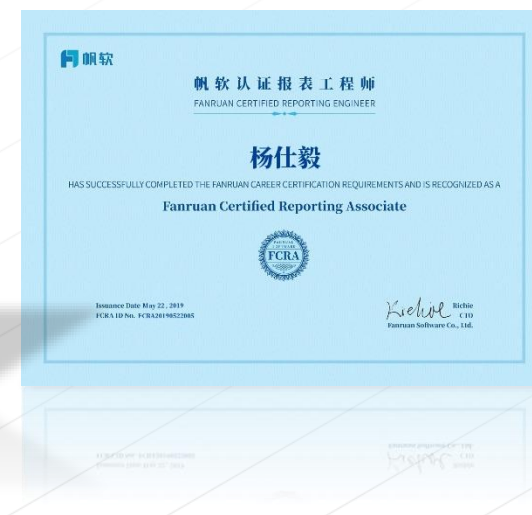 帆软
帆软认证报表工程师
FANRUAN CERTIFIED REPORTING ENGINEER
杨仕毅
HAS SUCCESSFULLY COMPLETED THE FANRUAN CAREER CERTIFICATION REQUIREMENTS AND IS RECOGNIZED AS A
Fanruan Certified Reporting Associate
FCRA
Issuance Date May 22, 2019
FCRA ID No. FCRA20190522005
Richie
CTO
Fanruan Software Co., Ltd.